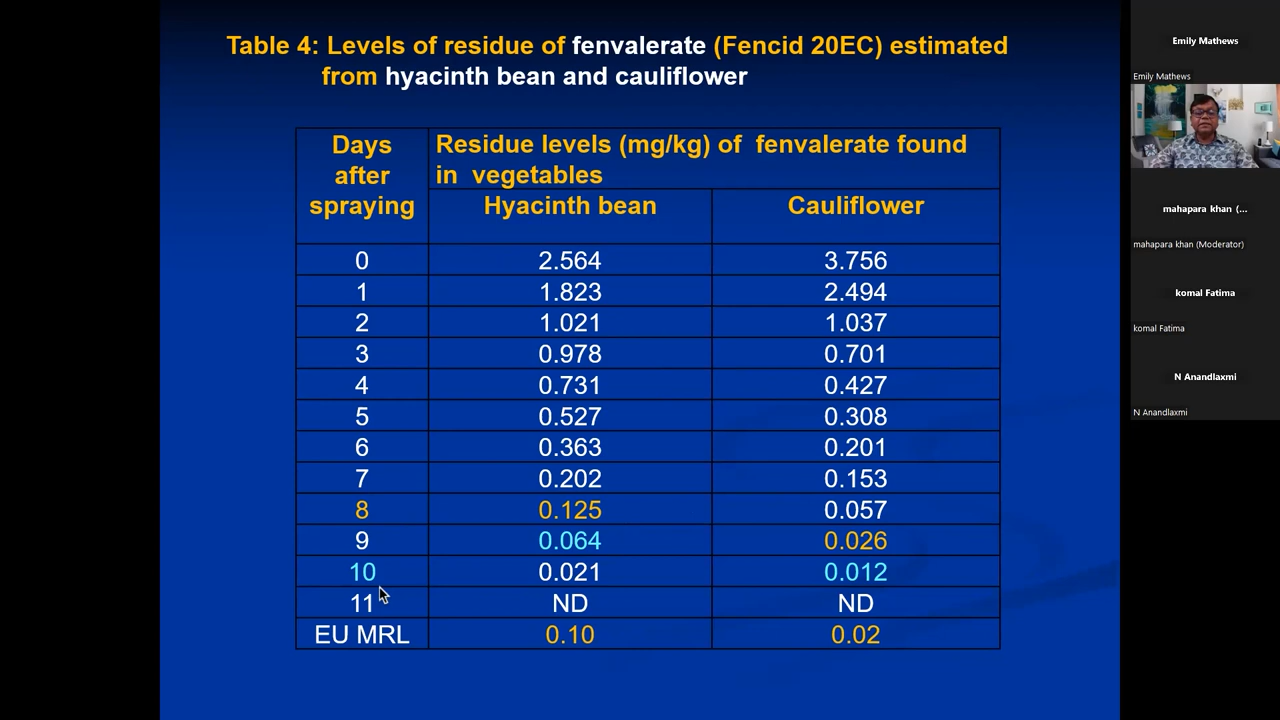 Table 4: Levels of residue of fenvalerate (Fencid 20EC) estimated
from hyacinth bean and cauliflower
Days after spraying
Residue levels (mg/kg) of fenvalerate found
in vegetables
Hyacinth bean Cauliflower
0 2.564 3.756
1 1.823 2.494
2 1.021 1.037
3 0.978 0.701
4 0.731 0.427
5 0.527 0.308
6 0.363 0.201
7 0.202 0.153
8 0.125 0.057
9 0.064 0.026
10 0.021 0.012
11 ND ND
EU MRL 0.10 0.02
Emily Mathews
Emily Mathews
mahapara khan (...
mahapara khan (Moderator)
komal Fatima
komal Fatima
N Anandlaxmi
N Anandlaxmi